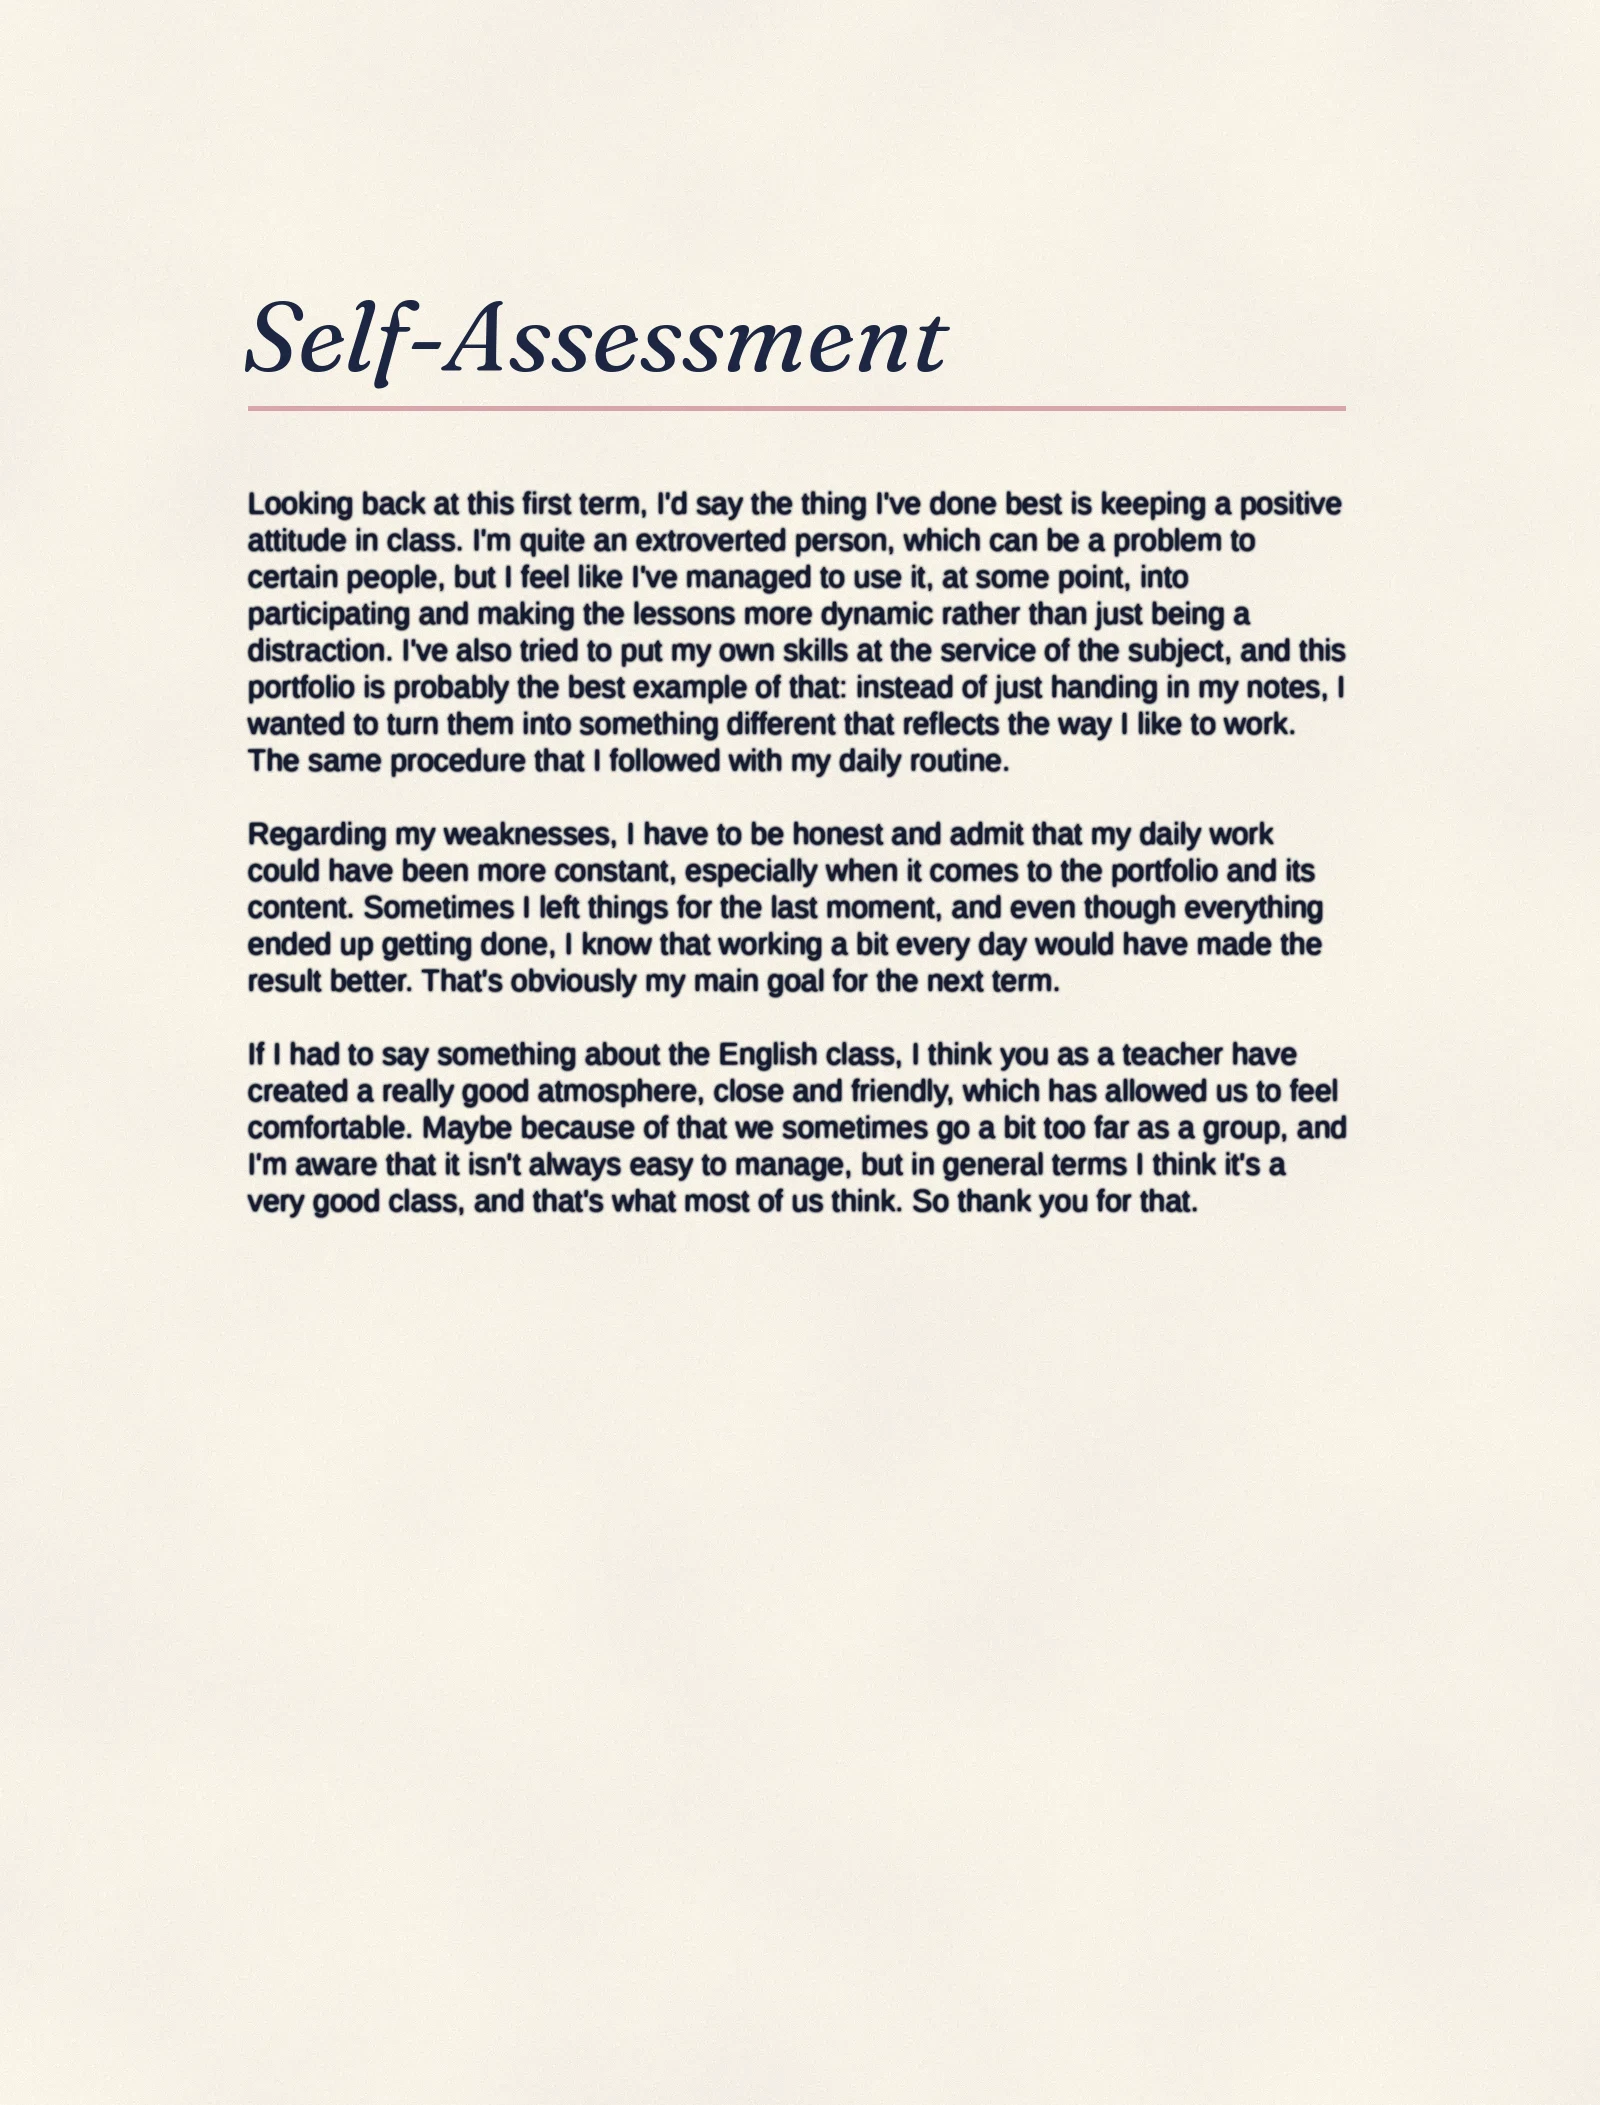 Self-Assessment
Looking back at this first term, I'd say the thing I've done best is keeping a positive
attitude in class. I'm quite an extroverted person, which can be a problem to
certain people, but I feel like I've managed to use it, at some point, into
participating and making the lessons more dynamic rather than just being a
distraction. I've also tried to put my own skills at the service of the subject, and this
portfolio is probably the best example of that: instead of just handing in my notes, I
wanted to turn them into something different that reflects the way I like to work.
The same procedure that I followed with my daily routine.
Regarding my weaknesses, I have to be honest and admit that my daily work
could have been more constant, especially when it comes to the portfolio and its
content. Sometimes I left things for the last moment, and even though everything
ended up getting done, I know that working a bit every day would have made the
result better. That's obviously my main goal for the next term.
If I had to say something about the English class, I think you as a teacher have
created a really good atmosphere, close and friendly, which has allowed us to feel
comfortable. Maybe because of that we sometimes go a bit too far as a group, and
I'm aware that it isn't always easy to manage, but in general terms I think it's a
very good class, and that's what most of us think. So thank you for that.